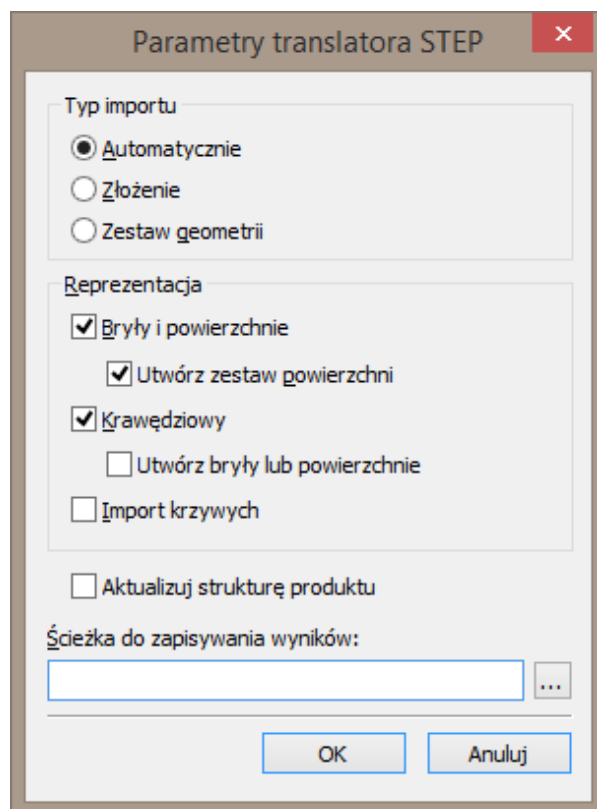 Parametry translatora STEP
Typ importu
Automatycznie
Złożenie
Zestaw geometrii
Reprezentacja
Bryły i powierzchnie
Utwórz zestaw powierzchni
Krawędziowy
Utwórz bryły lub powierzchnie
Import krzywych
Aktualizuj strukturę produktu
Ścieżka do zapisywania wyników:
...
OK Anuluj